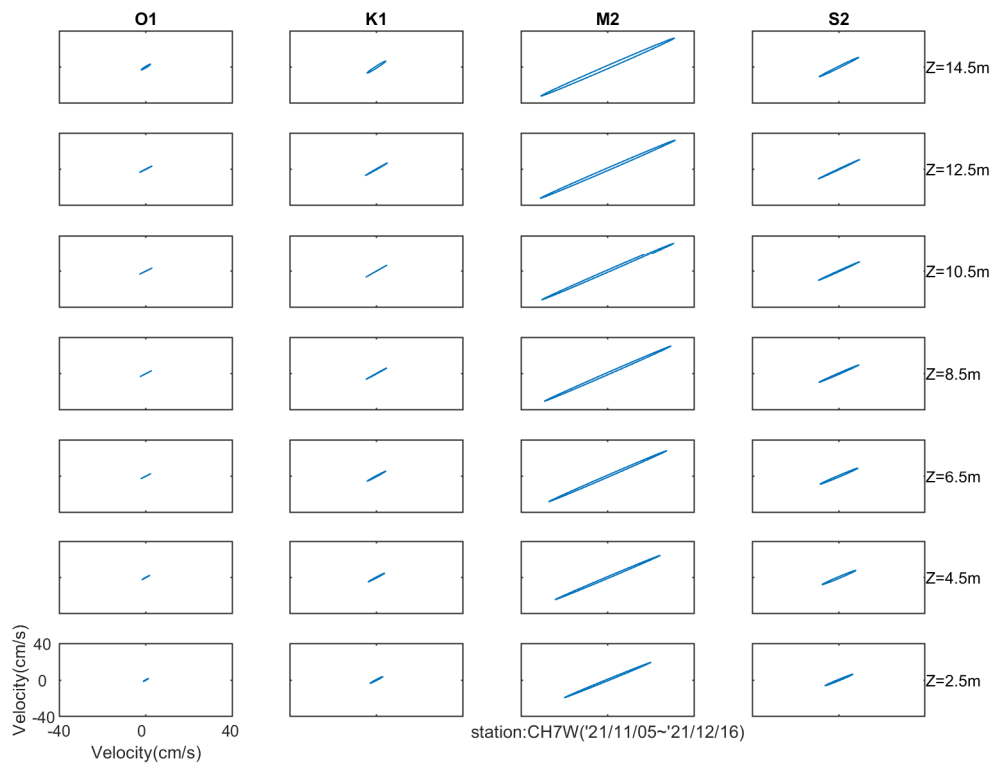 O1 K1 M2 S2
Z=14.5m
Z=12.5m
Z=10.5m
Z=8.5m
Z=6.5m
Z=4.5m
Z=2.5m
Velocity(cm/s)
40
0
-40
-40 0 40
Velocity(cm/s)
station:CH7W('21/11/05~'21/12/16)